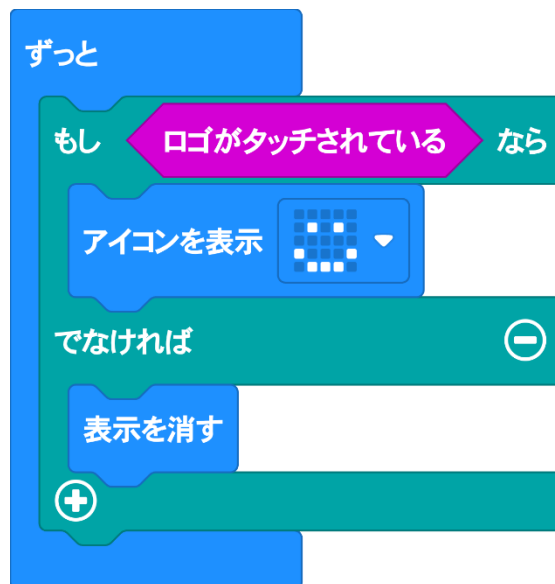 ずっと
もし ロゴがタッチされている なら
アイコンを表示
でなければ
表示を消す